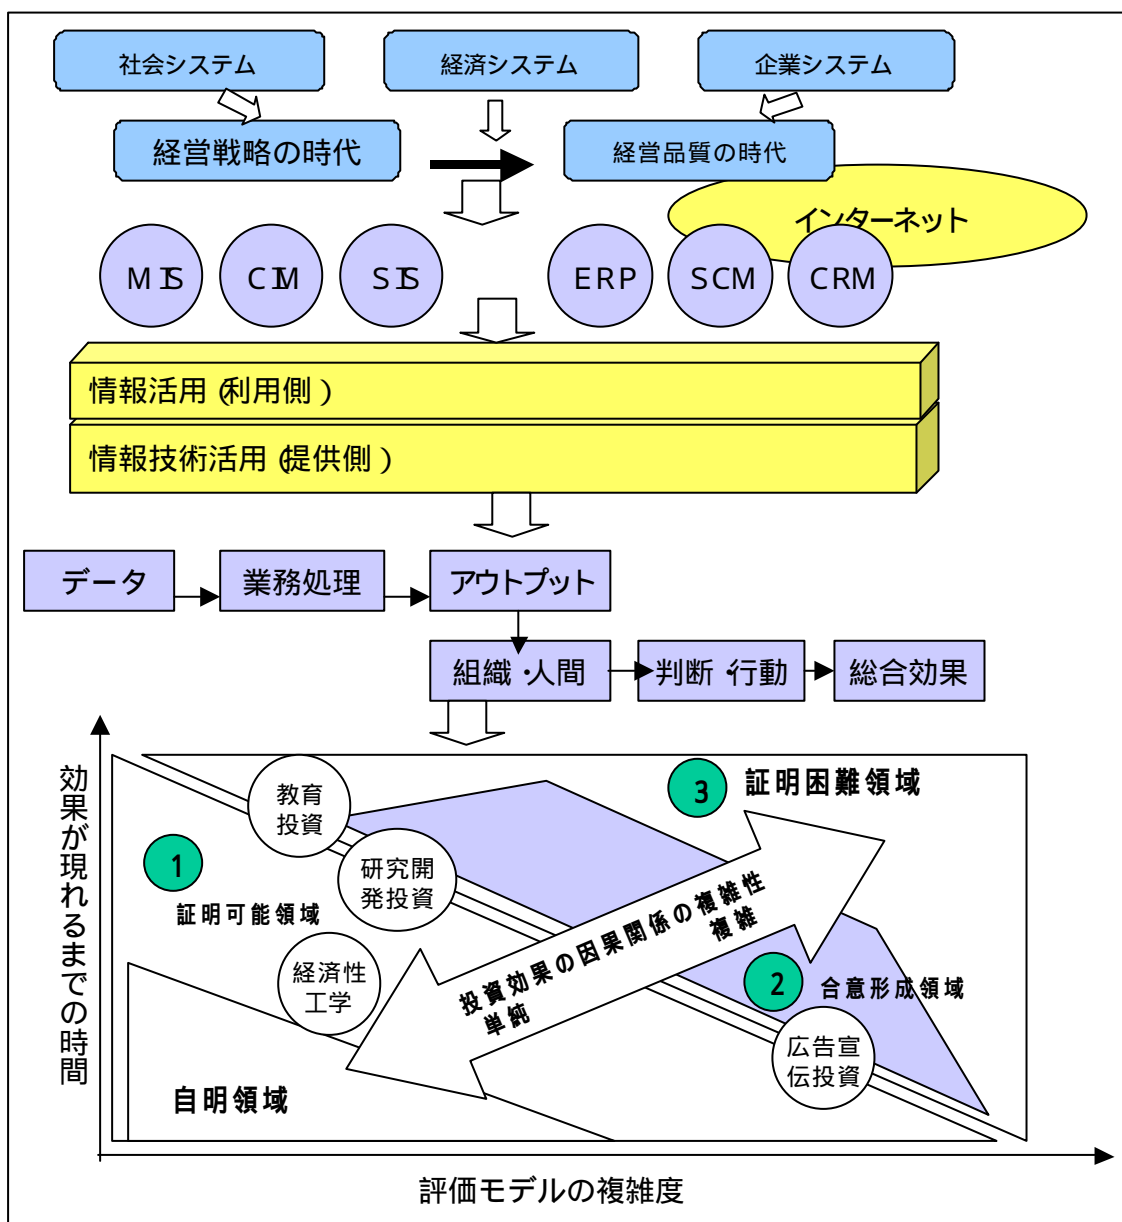 社会システム
経済システム
企業システム
経営戦略の時代
経営品質の時代
インターネット
MIS
CIM
SIS
ERP
SCM
CRM
情報活用(利用側)
情報技術活用(提供側)
データ
業務処理
アウトプット
組織・人間
判断・行動
総合効果
効果が現れるまでの時間
教育
投資
3
証明困難領域
1
研究開
発投資
証明可能領域
投資効果の因果関係の複雑性
複雑
単純
経済性
工学
2
合意形成領域
広告宣
伝投資
自明領域
評価モデルの複雑度